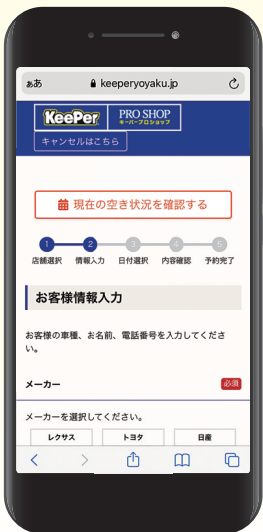 ぁあ keeperyoyaku.jp
KeePer PRO SHOP
キーパープロショップ
キャンセルはこちら
現在の空き状況を確認する
1 2 3 4 5
店舗選択 情報入力 日付選択 内容確認 予約完了
お客様情報入力
お客様の車種、お名前、電話番号を入力してくださ
い。
メーカー 必須
メーカーを選択してください。
レクサス トヨタ 日産